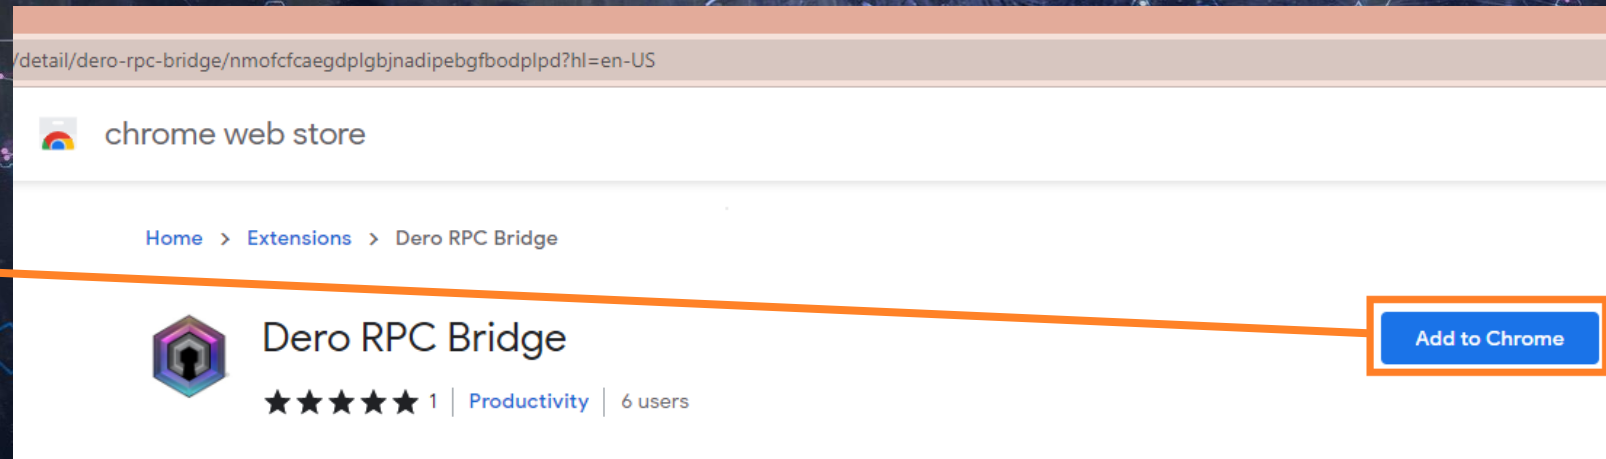 /detail/dero-rpc-bridge/nmofcfcaegdplgbjnadipebgfbodplpd?hl=en-US
chrome web store
Home > Extensions > Dero RPC Bridge
Dero RPC Bridge
Add to Chrome
★★★★★ 1 | Productivity | 6 users